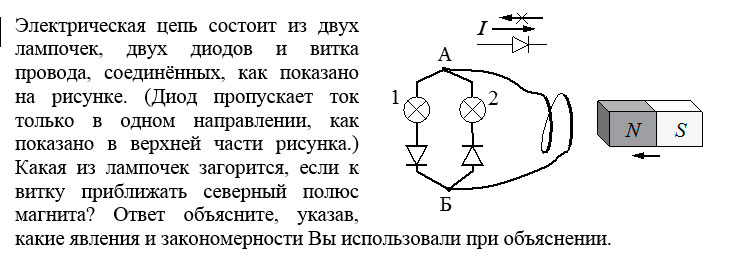 Электрическая цепь состоит из двух
лампочек, двух диодов и витка
провода, соединённых, как показано
на рисунке. (Диод пропускает ток
только в одном направлении, как
показано в верхней части рисунка.)
Какая из лампочек загорится, если к
витку приближать северный полюс
магнита? Ответ объясните, указав,
какие явления и закономерности Вы использовали при объяснении.
I
А
1
2
N S
Б